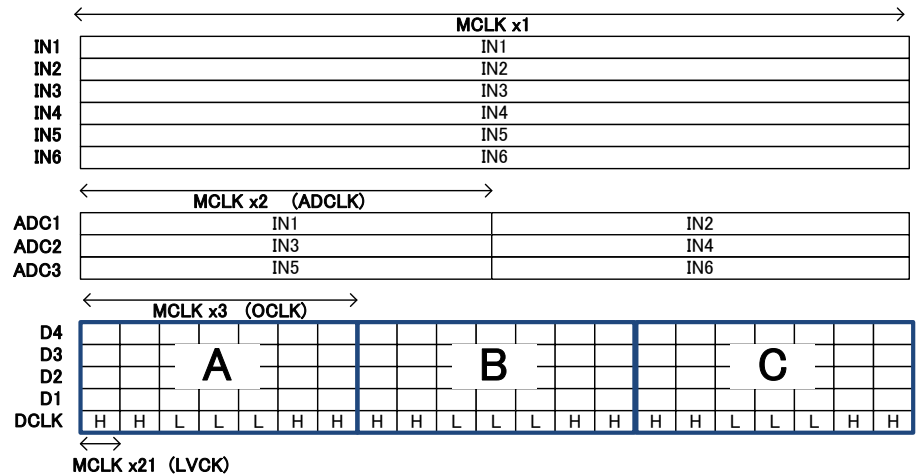 MCLK x1
IN1 IN1
IN2 IN2
IN3 IN3
IN4 IN4
IN5 IN5
IN6 IN6
MCLK x2 (ADCLK)
ADC1 IN1 IN2
ADC2 IN3 IN4
ADC3 IN5 IN6
MCLK x3 (OCLK)
D4
D3
A B C
D2
D1
DCLK H H L L L H H H H L L L H H H H L L L H H
MCLK x21 (LVCK)